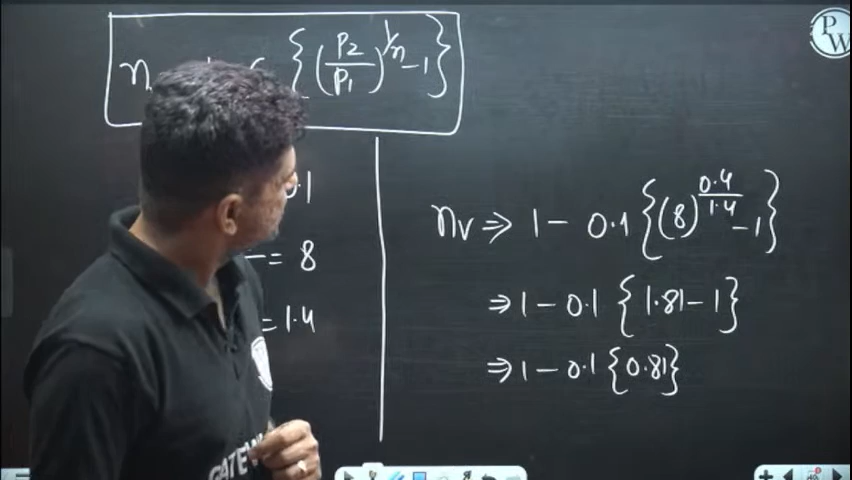 η { (P₂/P₁)^(1/n) - 1 }
PW
0.1
= 8
= 1.4
ηv ⇒ 1 - 0.1 { (8)^(0.4/1.4) - 1 }
⇒ 1 - 0.1 { 1.81 - 1 }
⇒ 1 - 0.1 { 0.81 }
GATE